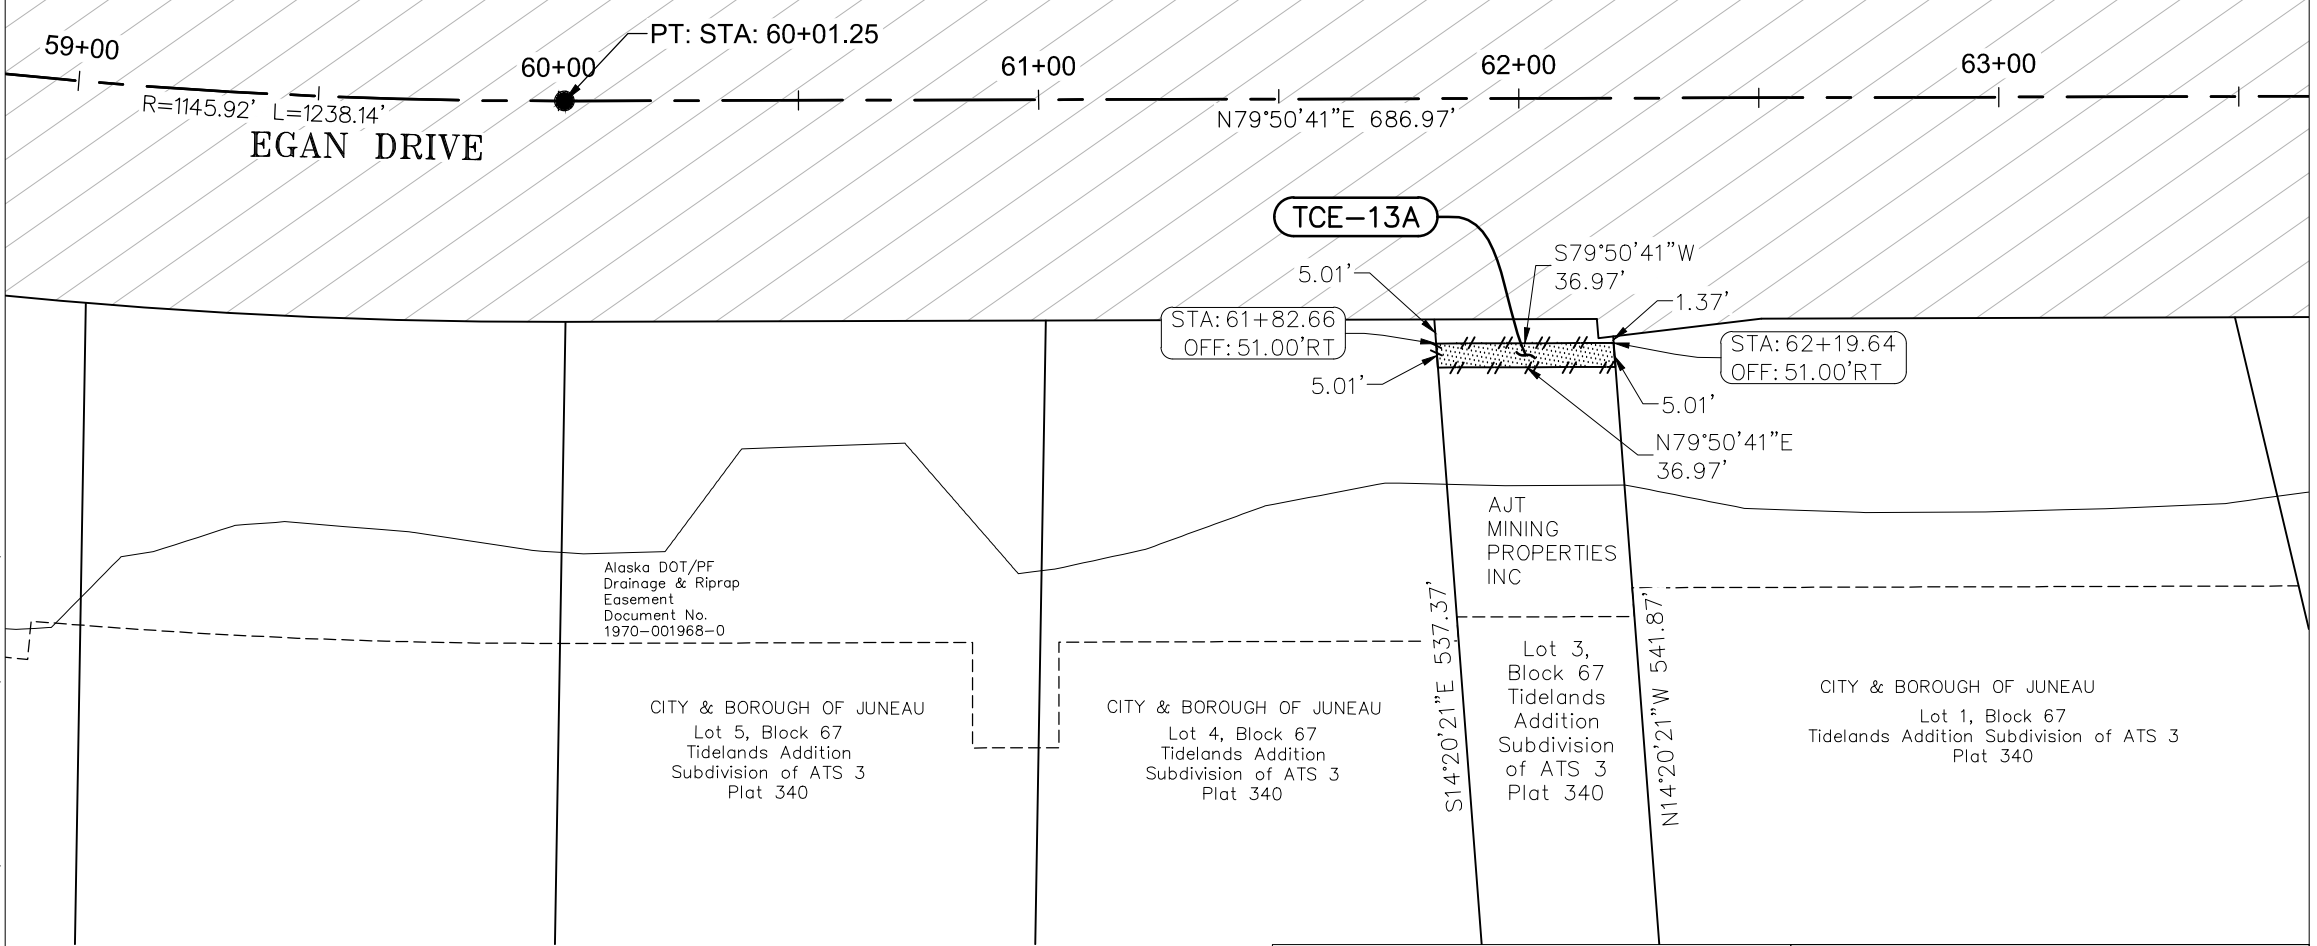 59+00
PT: STA: 60+01.25
60+00
61+00
62+00
63+00
R=1145.92' L=1238.14'
EGAN DRIVE
N79°50'41"E 686.97'
TCE-13A
5.01'
S79°50'41"W
36.97'
1.37'
STA: 61+82.66
OFF: 51.00'RT
STA: 62+19.64
OFF: 51.00'RT
5.01'
5.01'
N79°50'41"E
36.97'
AJT
MINING
PROPERTIES
INC
Alaska DOT/PF
Drainage & Riprap
Easement
Document No.
1970-001968-0
S14°20'21"E 537.37'
N14°20'21"W 541.87'
CITY & BOROUGH OF JUNEAU
Lot 5, Block 67
Tidelands Addition
Subdivision of ATS 3
Plat 340
CITY & BOROUGH OF JUNEAU
Lot 4, Block 67
Tidelands Addition
Subdivision of ATS 3
Plat 340
Lot 3,
Block 67
Tidelands
Addition
Subdivision
of ATS 3
Plat 340
CITY & BOROUGH OF JUNEAU
Lot 1, Block 67
Tidelands Addition Subdivision of ATS 3
Plat 340